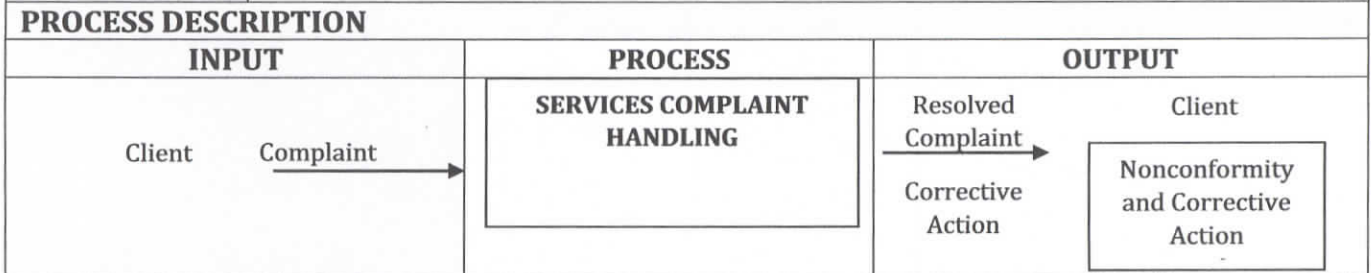 PROCESS DESCRIPTION
INPUT
PROCESS
OUTPUT
Client
Complaint
SERVICES COMPLAINT
HANDLING
Resolved
Complaint
Client
Corrective
Action
Nonconformity
and Corrective
Action